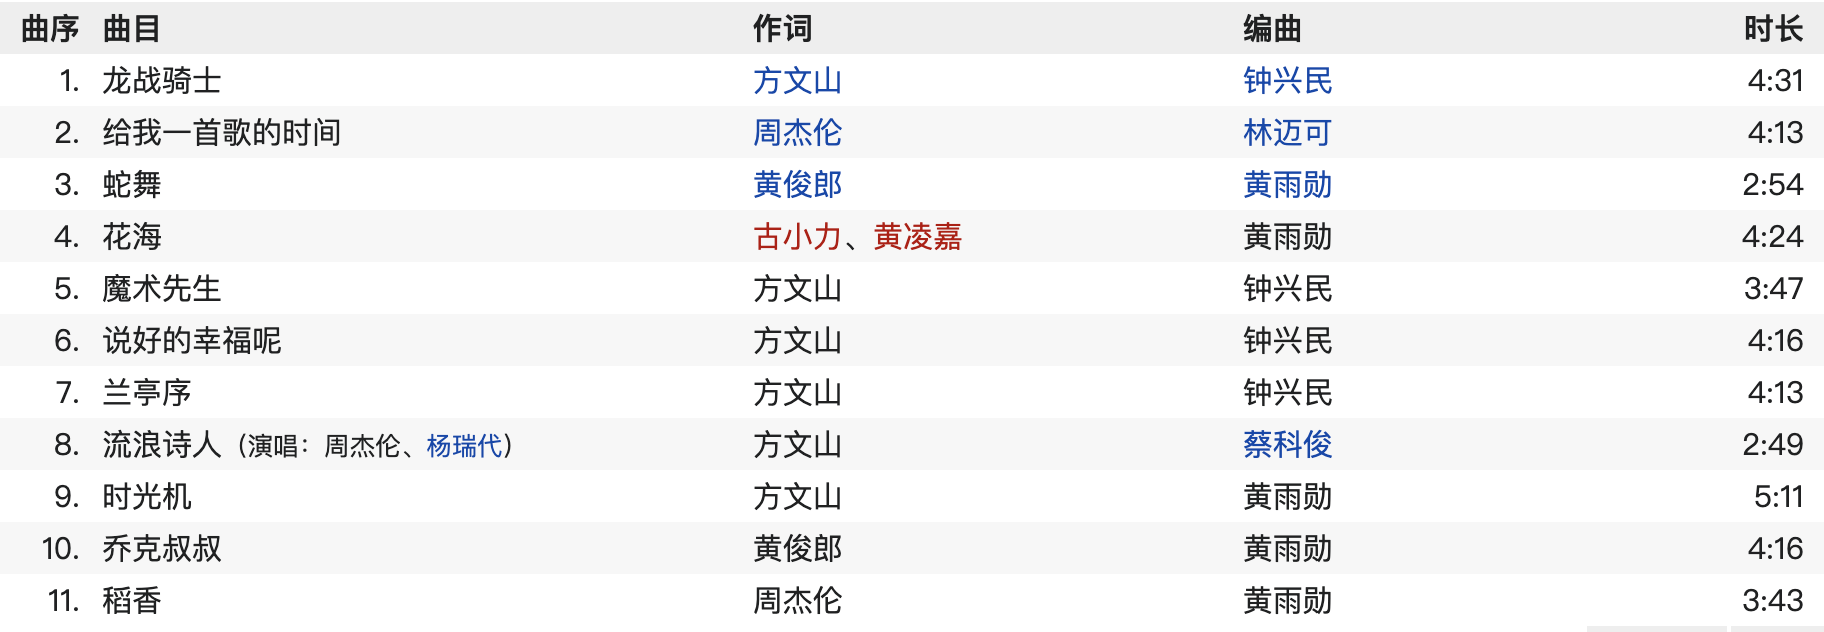 曲序 曲目 作词 编曲 时长
1. 龙战骑士 方文山 钟兴民 4:31
2. 给我一首歌的时间 周杰伦 林迈可 4:13
3. 蛇舞 黄俊郎 黄雨勋 2:54
4. 花海 古小力、黄凌嘉 黄雨勋 4:24
5. 魔术先生 方文山 钟兴民 3:47
6. 说好的幸福呢 方文山 钟兴民 4:16
7. 兰亭序 方文山 钟兴民 4:13
8. 流浪诗人（演唱：周杰伦、杨瑞代） 方文山 蔡科俊 2:49
9. 时光机 方文山 黄雨勋 5:11
10. 乔克叔叔 黄俊郎 黄雨勋 4:16
11. 稻香 周杰伦 黄雨勋 3:43